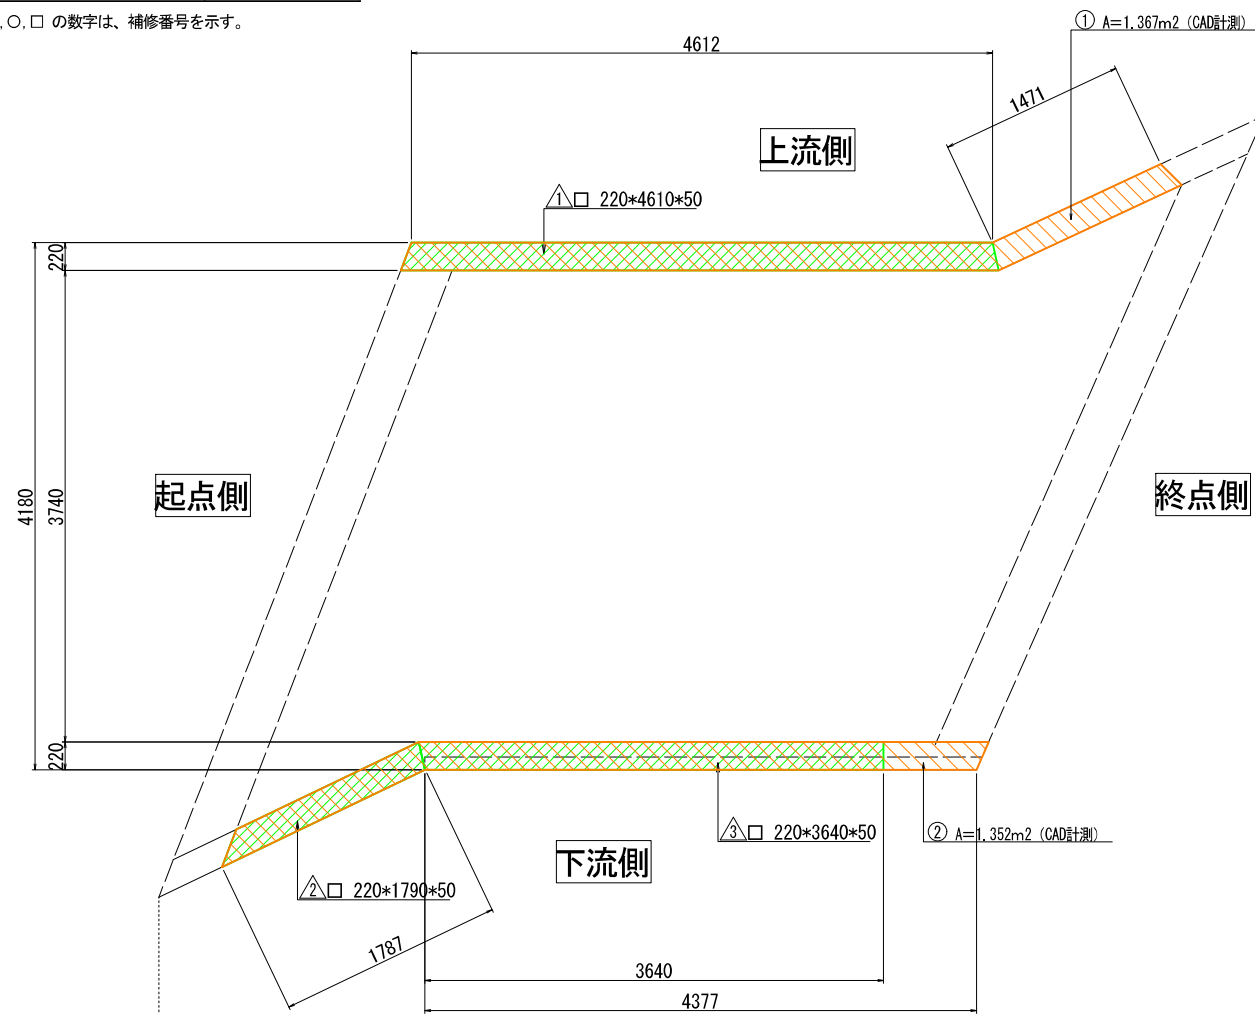 ,○,□ の数字は、補修番号を示す。
① A=1.367m2 (CAD計測)
4612
1471
上流側
1 □ 220*4610*50
220
4180
3740
起点側
終点側
220
3 □ 220*3640*50
② A=1.352m2 (CAD計測)
下流側
2 □ 220*1790*50
1787
3640
4377